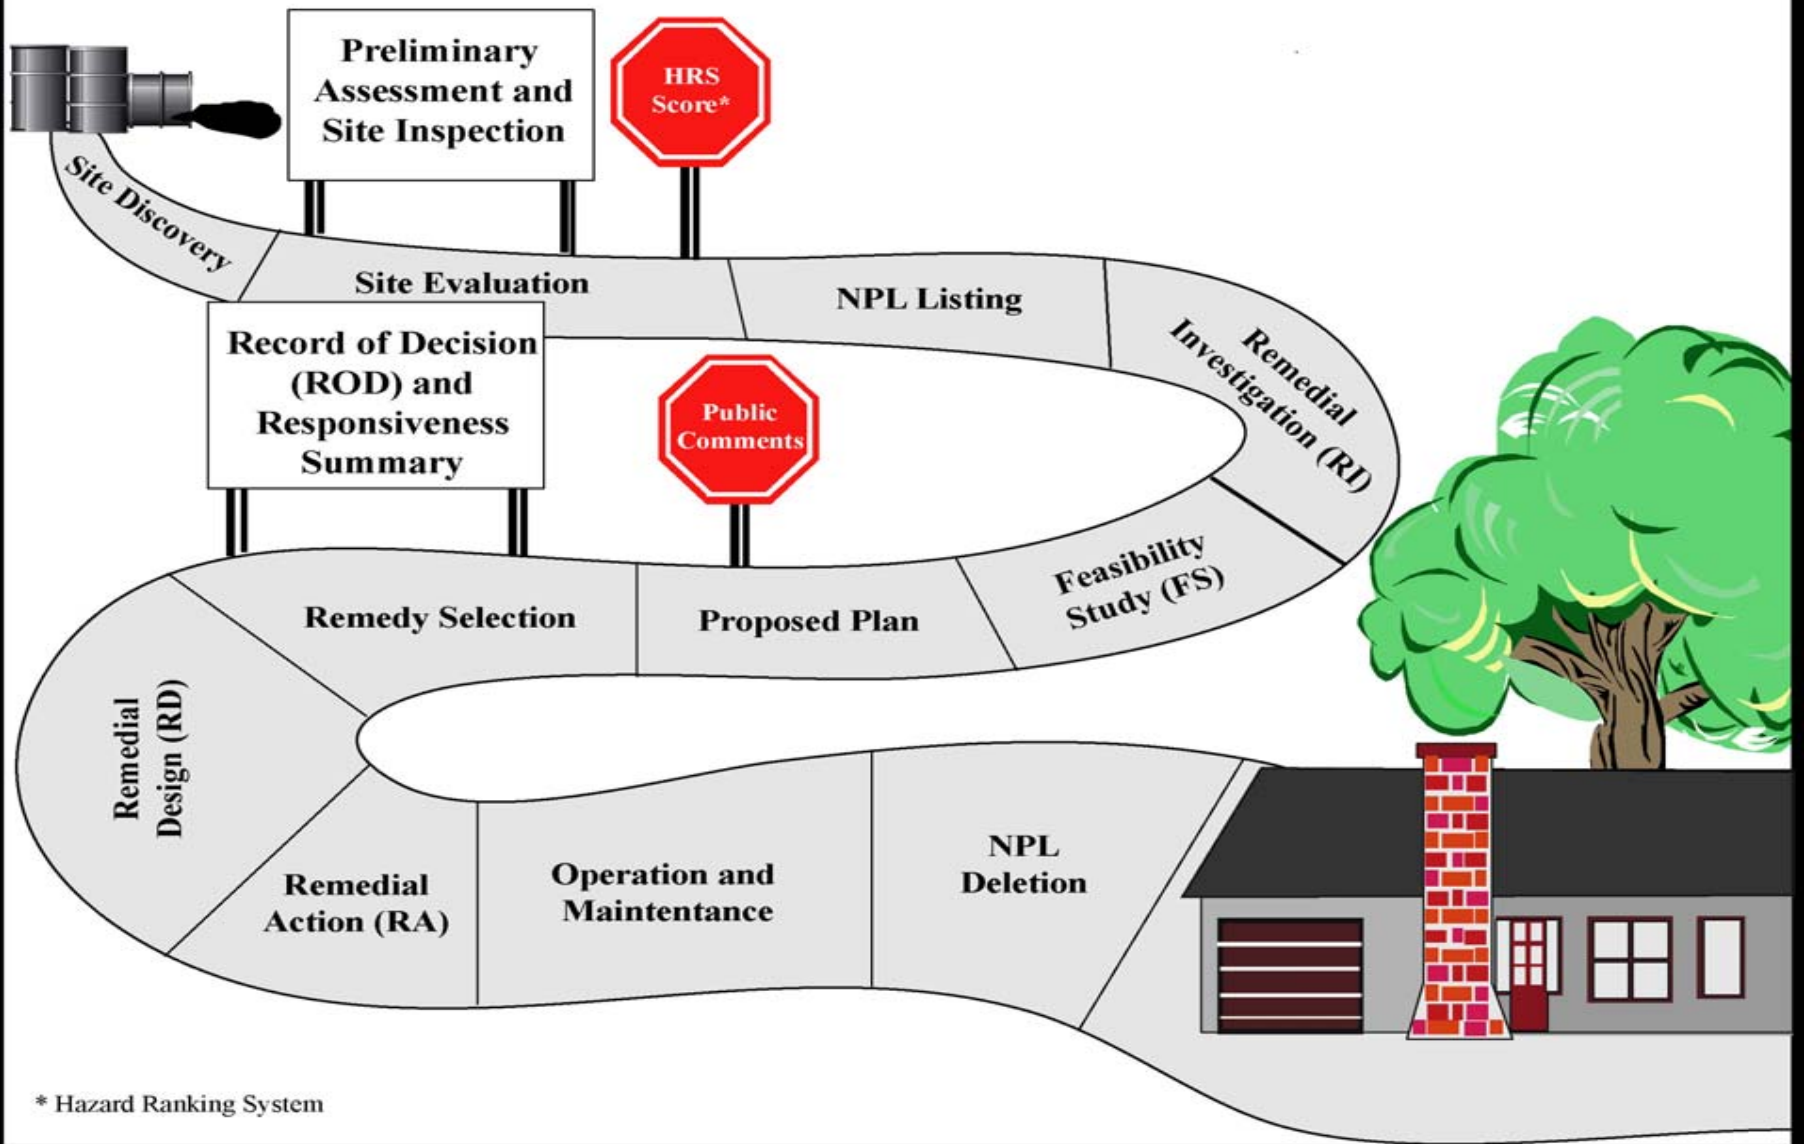 Preliminary
Assessment and
Site Inspection
HRS
Score*
Site Discovery
Site Evaluation
NPL Listing
Remedial
Investigation (RI)
Record of Decision
(ROD) and
Responsiveness
Summary
Public
Comments
Feasibility
Study (FS)
Proposed Plan
Remedy Selection
Remedial
Design (RD)
Remedial
Action (RA)
Operation and
Maintentance
NPL
Deletion
* Hazard Ranking System